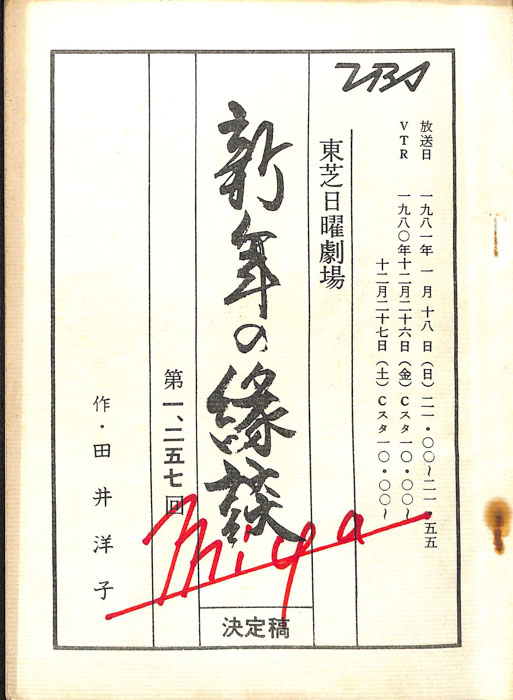 TBS
放送日 一九八一年 一月 十八 日（日）二一・〇〇〜二一・五五
VTR 一九八〇年十二月二十六日（金）Cスタ一〇・〇〇〜
十二月二十七日（土）Cスタ一〇・〇〇〜
東芝日曜劇場
新年の縁談
第一、二五七回
作・田井洋子
miya
決定稿